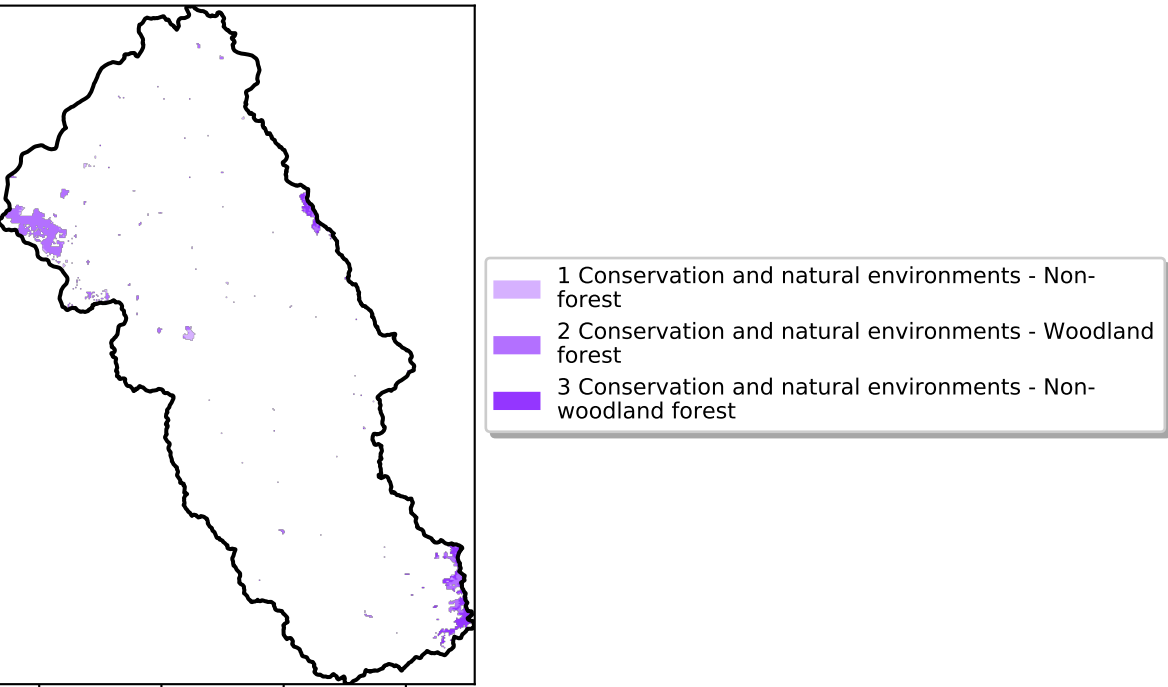 1 Conservation and natural environments - Non-
forest
2 Conservation and natural environments - Woodland
forest
3 Conservation and natural environments - Non-
woodland forest